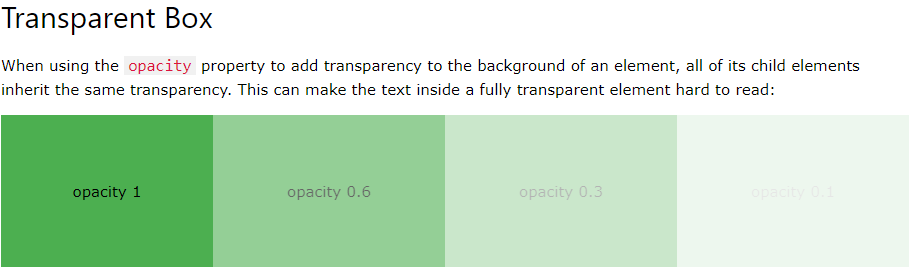 Transparent Box
When using the opacity property to add transparency to the background of an element, all of its child elements
inherit the same transparency. This can make the text inside a fully transparent element hard to read:
opacity 1 opacity 0.6 opacity 0.3 opacity 0.1